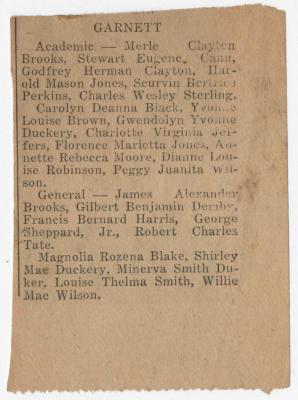 GARNETT
Academic — Merle Clayton
Brooks, Stewart Eugene Cann,
Godfrey Herman Clayton, Har-
old Mason Jones, Scurvin Bertrice
Perkins, Charles Wesley Sterling.
Carolyn Deanna Black, Yvonne
Louise Brown, Gwendolyn Yvonne
Duckery, Charlotte Virginia Jef-
fers, Florence Marietta Jones, An-
nette Rebecca Moore, Dianne Lou-
ise Robinson, Peggy Juanita Wil-
son.
General — James Alexander
Brooks, Gilbert Benjamin Demby,
Francis Bernard Harris, George
Sheppard, Jr., Robert Charles
Tate.
Magnolia Rozena Blake, Shirley
Mae Duckery, Minerva Smith Du-
ker, Louise Thelma Smith, Willie
Mae Wilson.